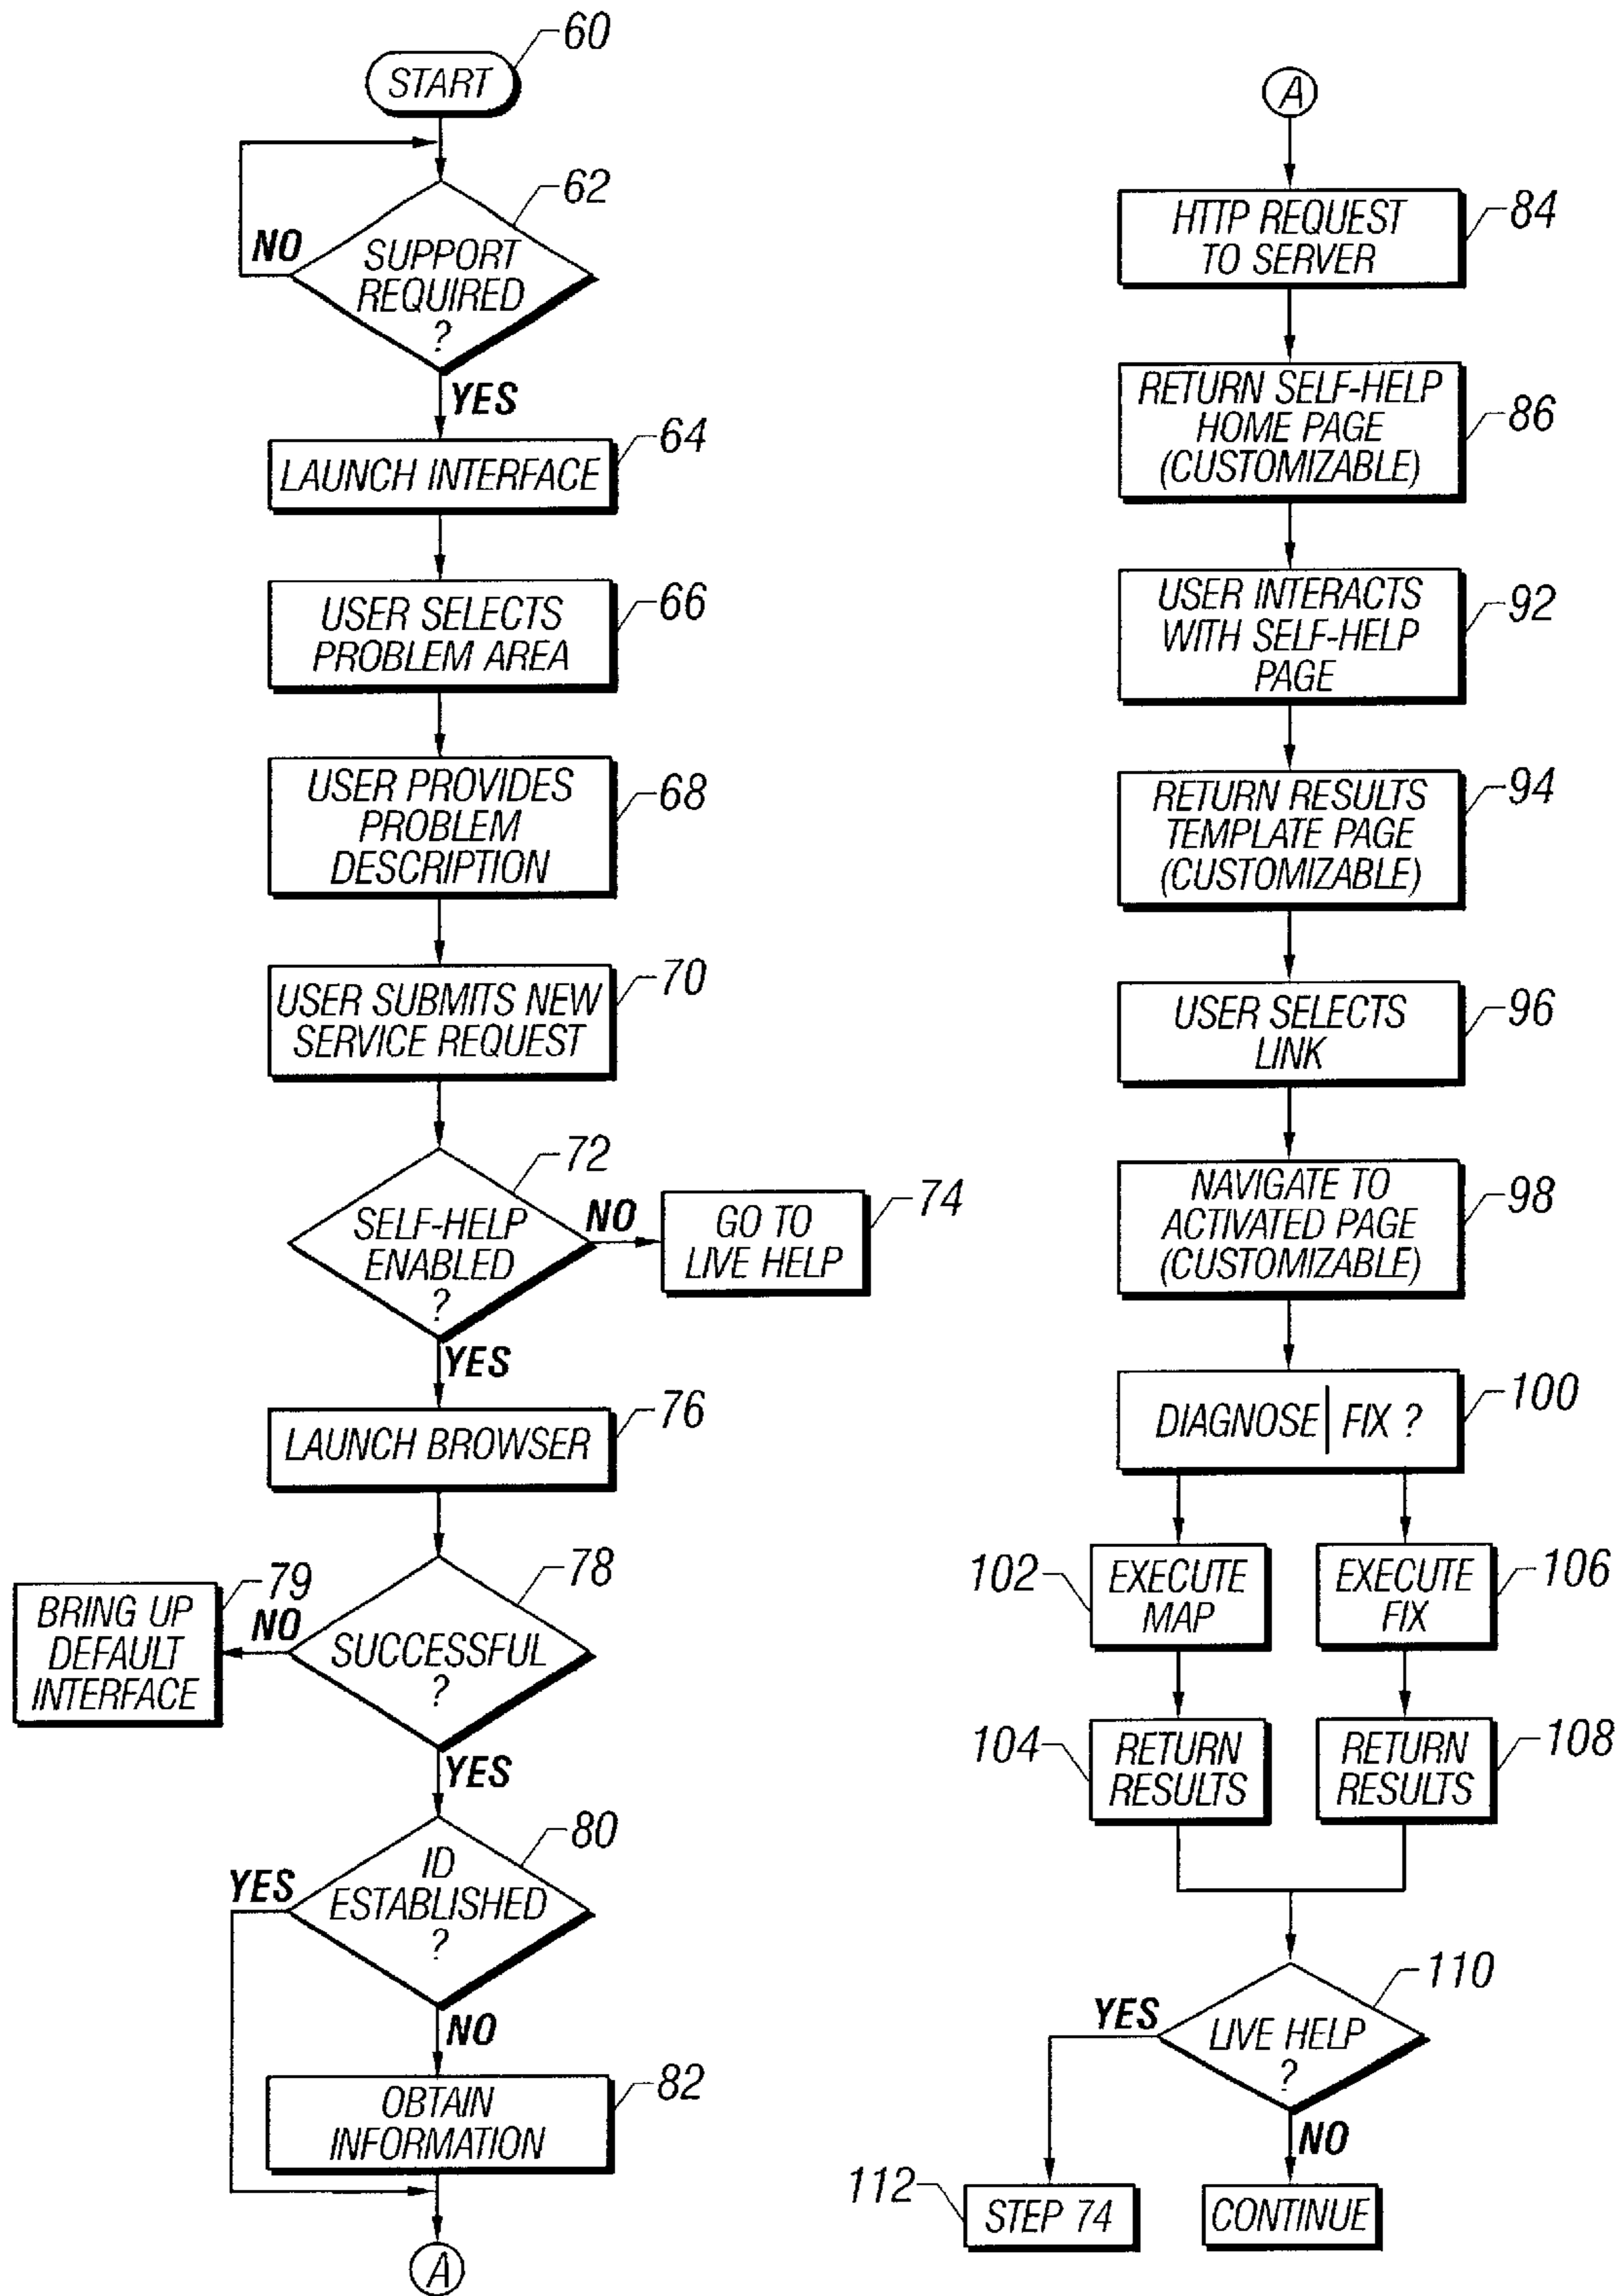 60
START
62
NO
SUPPORT
REQUIRED
?
YES
64
LAUNCH INTERFACE
66
USER SELECTS
PROBLEM AREA
68
USER PROVIDES
PROBLEM
DESCRIPTION
70
USER SUBMITS NEW
SERVICE REQUEST
72
SELF-HELP
ENABLED
?
NO
74
GO TO
LIVE HELP
YES
76
LAUNCH BROWSER
78
SUCCESSFUL
?
NO
79
BRING UP
DEFAULT
INTERFACE
YES
80
ID
ESTABLISHED
?
YES
NO
82
OBTAIN
INFORMATION
A
A
84
HTTP REQUEST
TO SERVER
86
RETURN SELF-HELP
HOME PAGE
(CUSTOMIZABLE)
92
USER INTERACTS
WITH SELF-HELP
PAGE
94
RETURN RESULTS
TEMPLATE PAGE
(CUSTOMIZABLE)
96
USER SELECTS
LINK
98
NAVIGATE TO
ACTIVATED PAGE
(CUSTOMIZABLE)
100
DIAGNOSE | FIX ?
102
EXECUTE
MAP
106
EXECUTE
FIX
104
RETURN
RESULTS
108
RETURN
RESULTS
110
LIVE HELP
?
YES
NO
112
STEP 74
CONTINUE